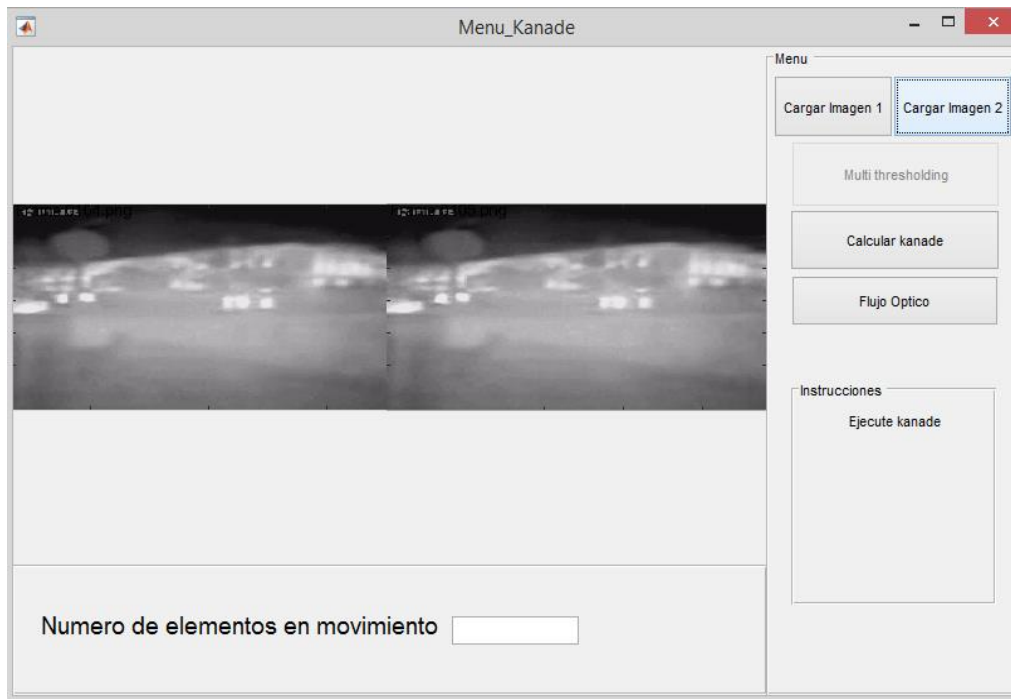 Menu_Kanade
Menu
Cargar Imagen 1
Cargar Imagen 2
Multi thresholding
Calcular kanade
Flujo Optico
Instrucciones
Ejecute kanade
Numero de elementos en movimiento